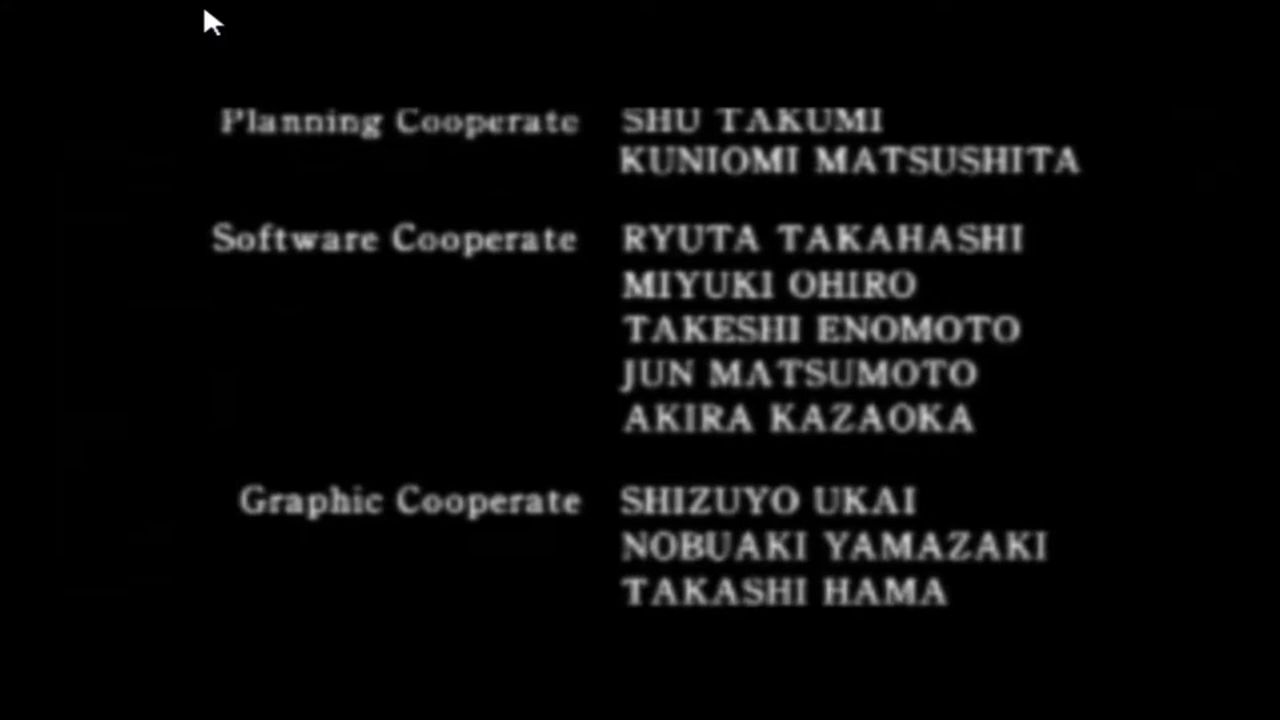 Planning Cooperate SHU TAKUMI
KUNIOMI MATSUSHITA
Software Cooperate RYUTA TAKAHASHI
MIYUKI OHIRO
TAKESHI ENOMOTO
JUN MATSUMOTO
AKIRA KAZAOKA
Graphic Cooperate SHIZUYO UKAI
NOBUAKI YAMAZAKI
TAKASHI HAMA